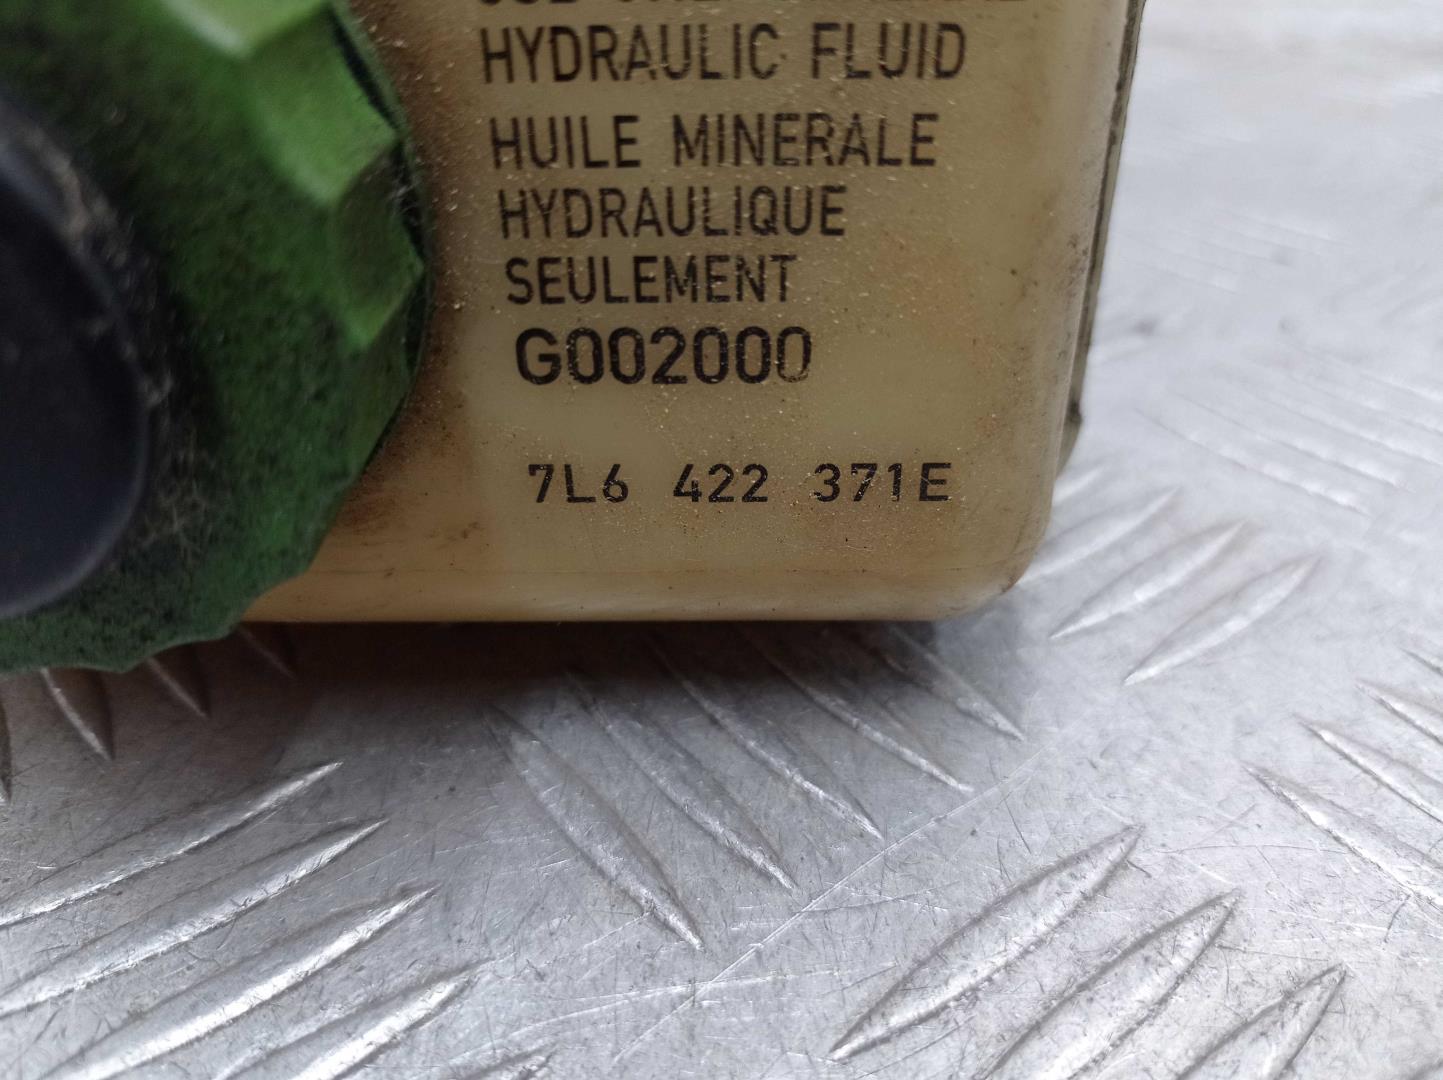 HYDRAULIC FLUID
HUILE MINERALE
HYDRAULIQUE
SEULEMENT
G002000
7L6 422 371E